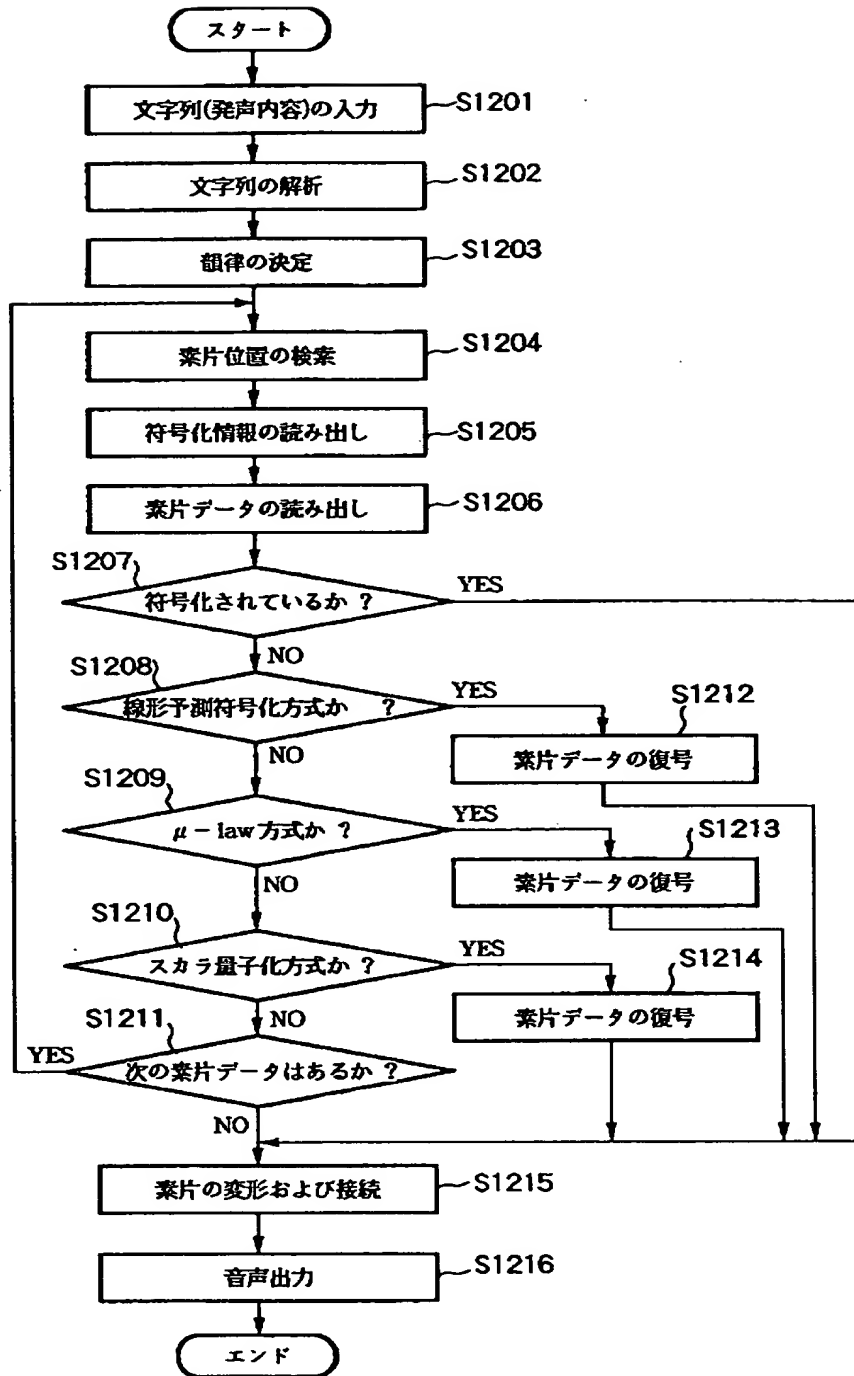 スタート
文字列(発声内容)の入力
S1201
文字列の解析
S1202
韻律の決定
S1203
素片位置の検索
S1204
符号化情報の読み出し
S1205
素片データの読み出し
S1206
S1207
符号化されているか ?
YES
NO
S1208
線形予測符号化方式か ?
YES
S1212
素片データの復号
NO
S1209
μ-law方式か ?
YES
S1213
素片データの復号
NO
S1210
スカラ量子化方式か ?
YES
S1214
素片データの復号
NO
S1211
YES
次の素片データはあるか ?
NO
素片の変形および接続
S1215
音声出力
S1216
エンド